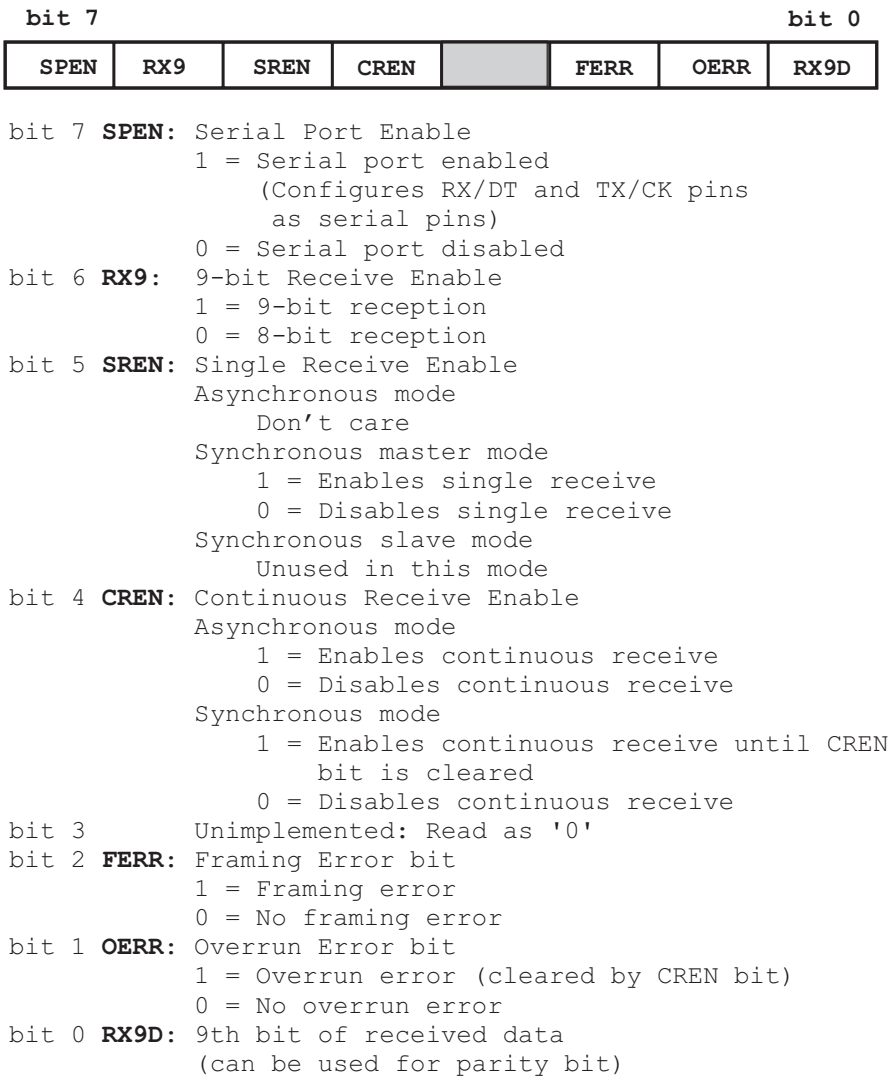 bit 7 bit 0
SPEN RX9 SREN CREN FERR OERR RX9D
bit 7 SPEN: Serial Port Enable
1 = Serial port enabled
(Configures RX/DT and TX/CK pins
as serial pins)
0 = Serial port disabled
bit 6 RX9: 9-bit Receive Enable
1 = 9-bit reception
0 = 8-bit reception
bit 5 SREN: Single Receive Enable
Asynchronous mode
Don't care
Synchronous master mode
1 = Enables single receive
0 = Disables single receive
Synchronous slave mode
Unused in this mode
bit 4 CREN: Continuous Receive Enable
Asynchronous mode
1 = Enables continuous receive
0 = Disables continuous receive
Synchronous mode
1 = Enables continuous receive until CREN
bit is cleared
0 = Disables continuous receive
bit 3 Unimplemented: Read as '0'
bit 2 FERR: Framing Error bit
1 = Framing error
0 = No framing error
bit 1 OERR: Overrun Error bit
1 = Overrun error (cleared by CREN bit)
0 = No overrun error
bit 0 RX9D: 9th bit of received data
(can be used for parity bit)